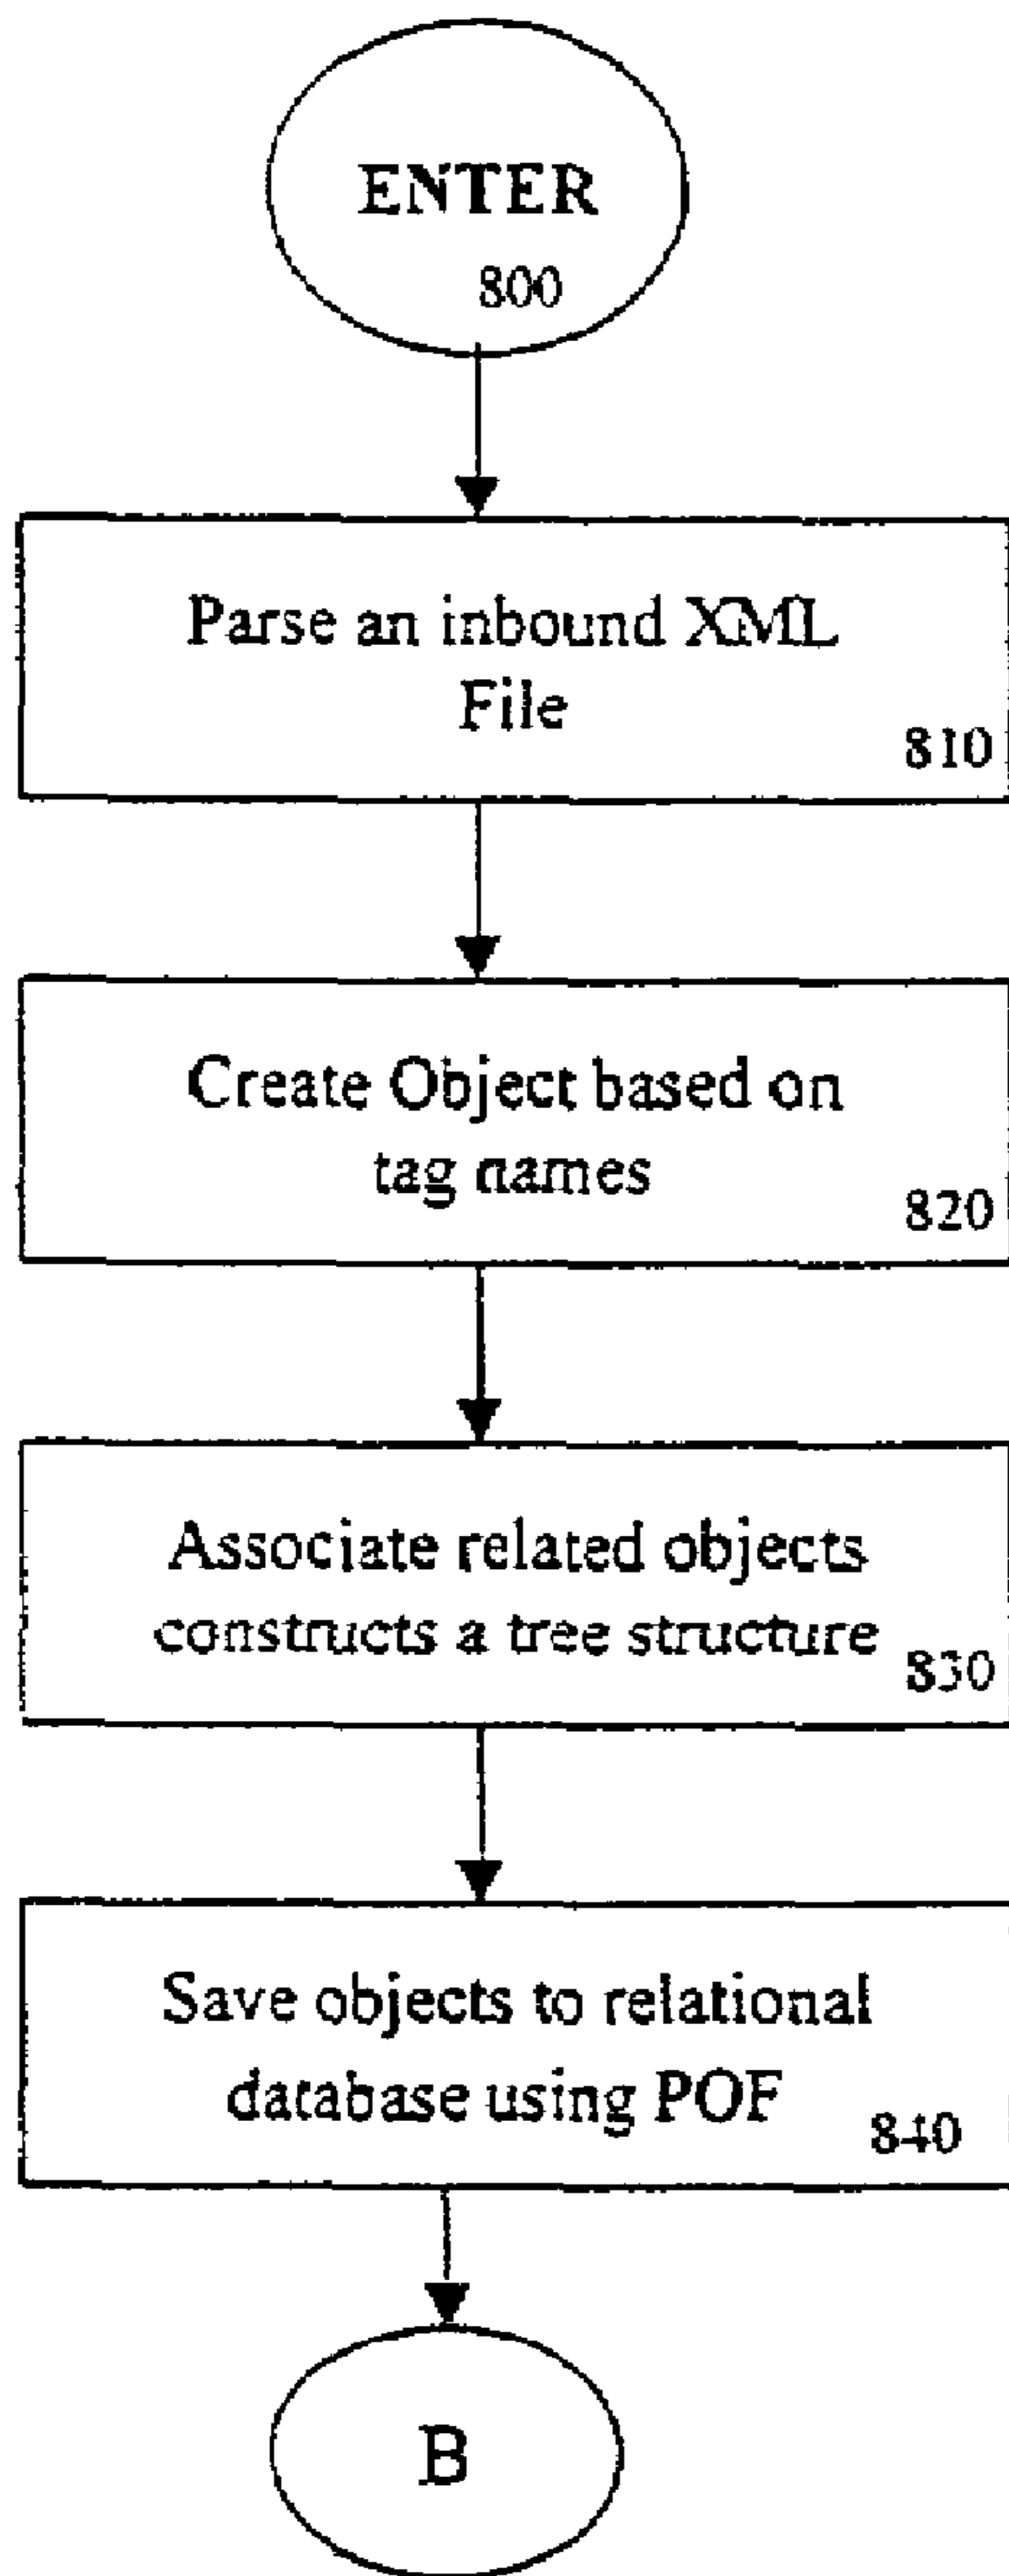 ENTER
800
Parse an inbound XML
File
810
Create Object based on
tag names
820
Associate related objects
constructs a tree structure
830
Save objects to relational
database using POF
840
B